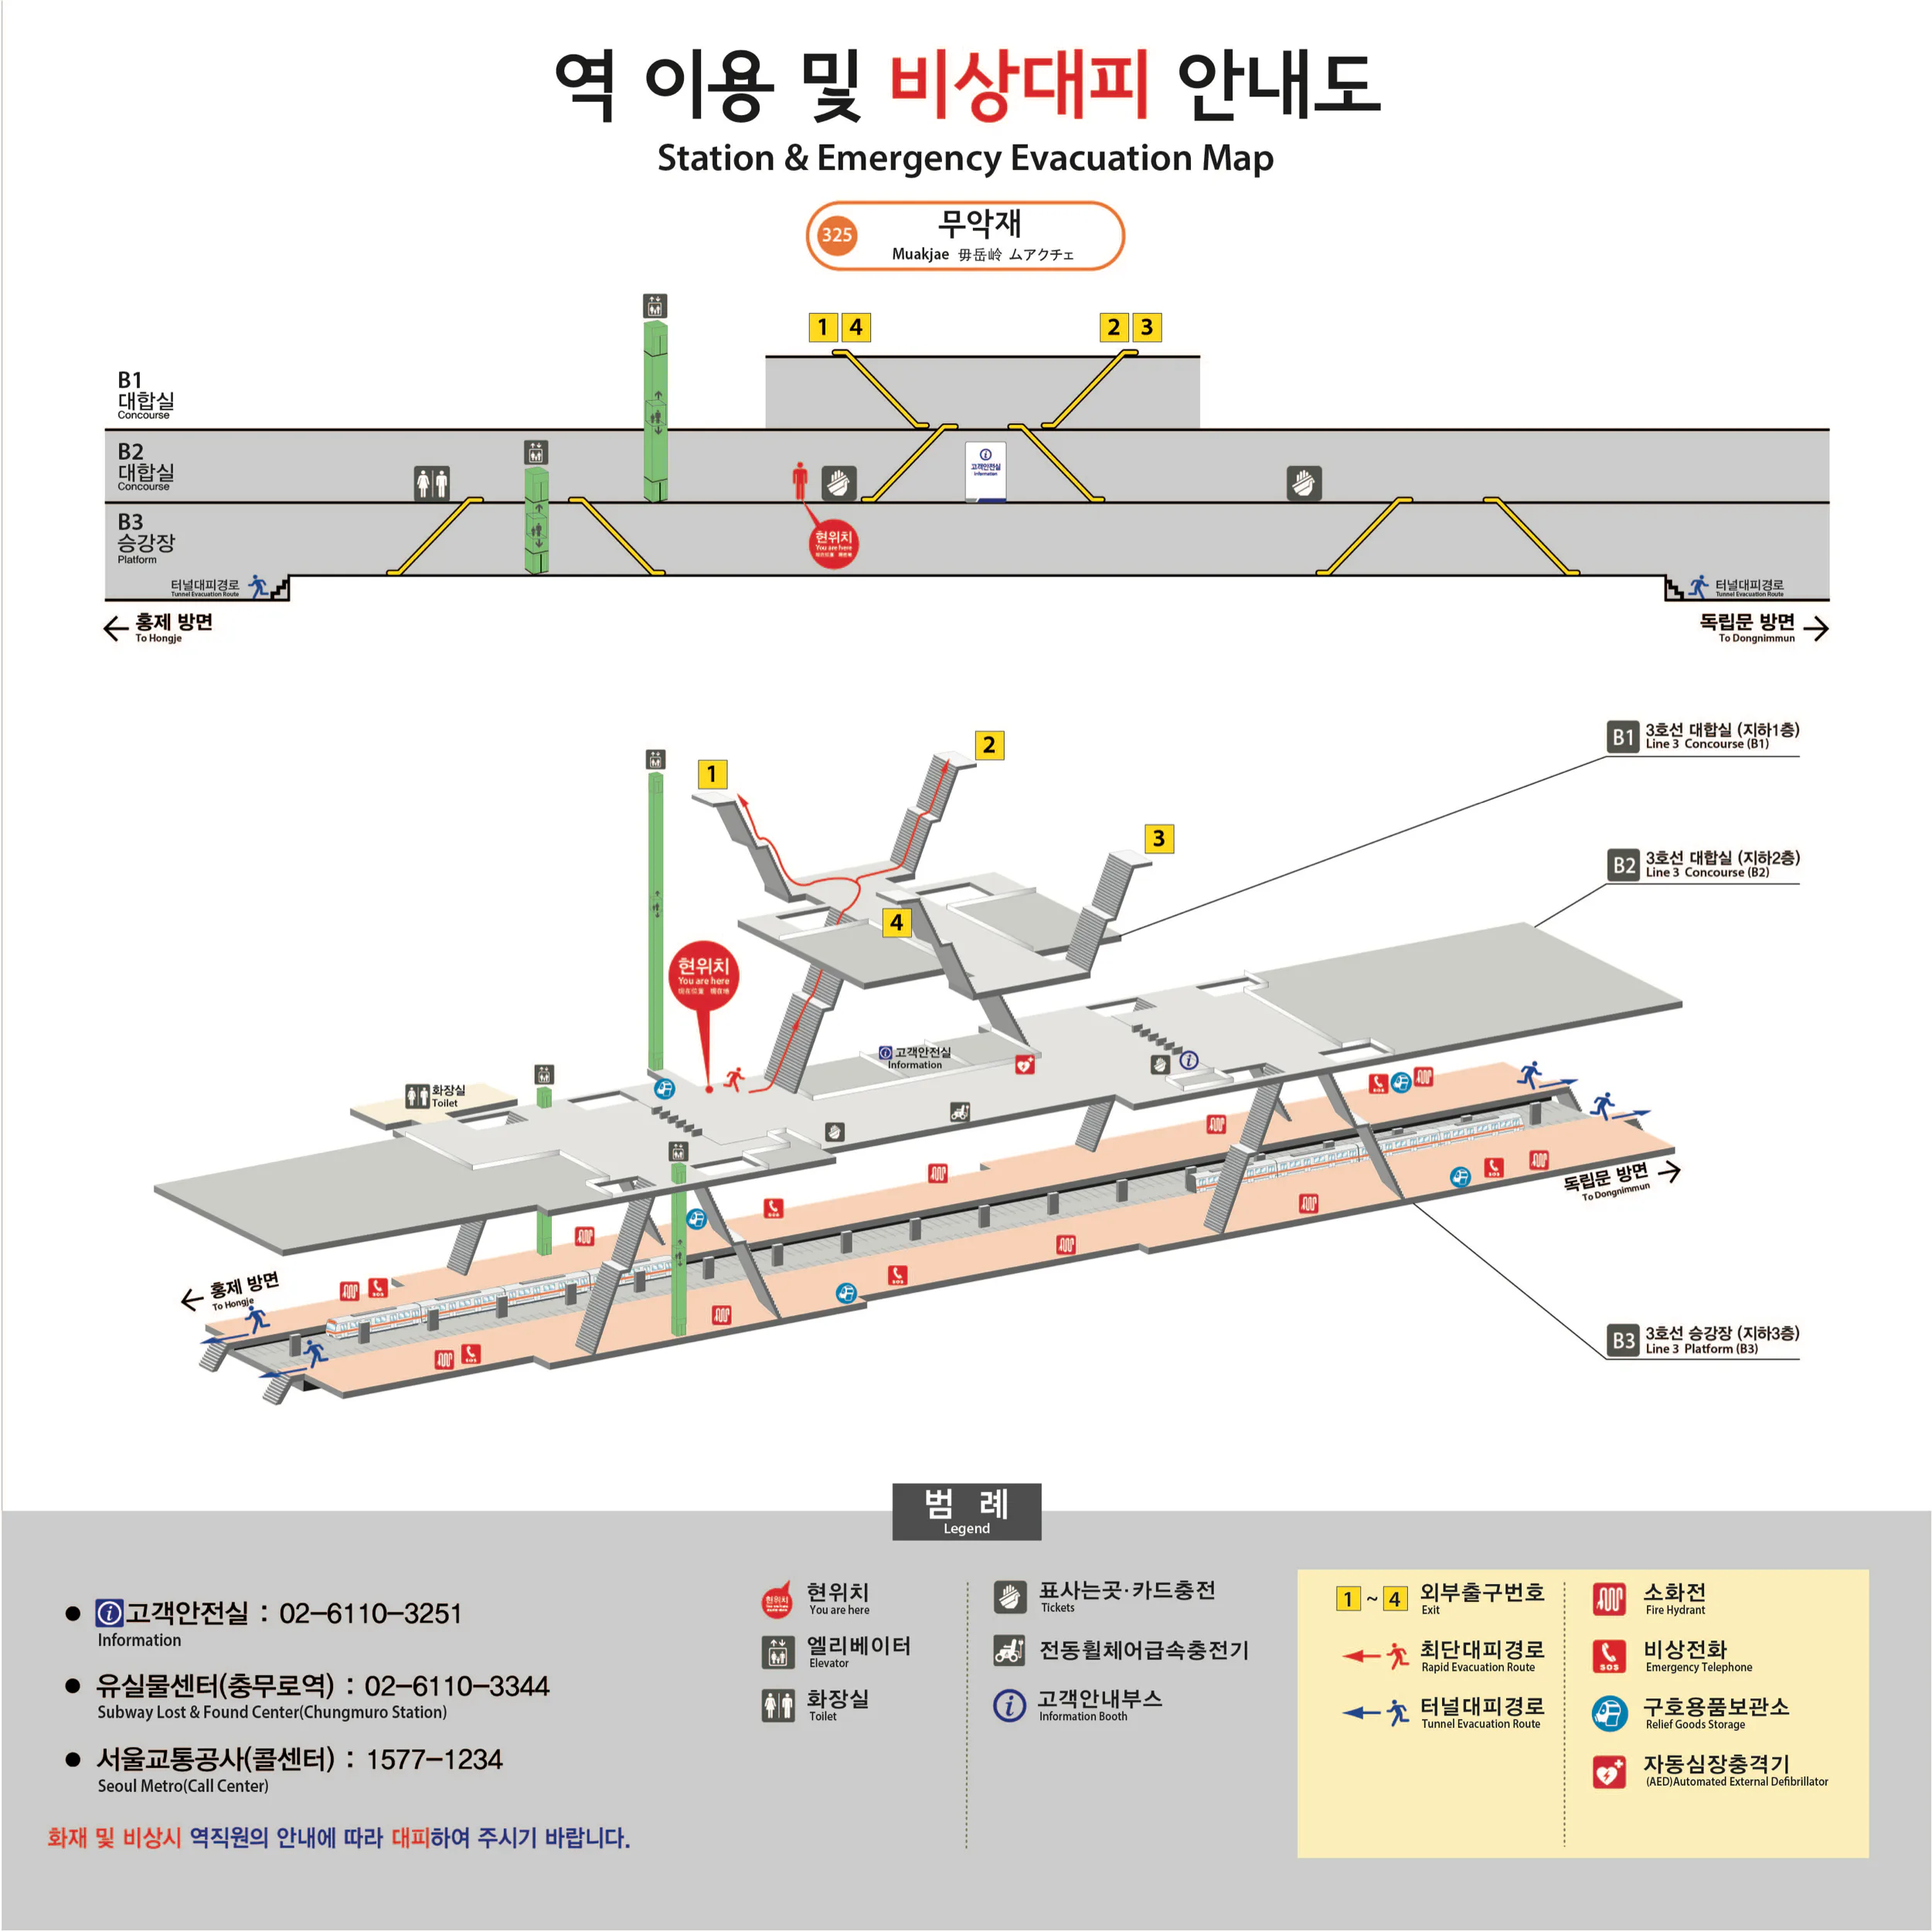 역 이용 및 비상대피 안내도
Station & Emergency Evacuation Map
325
무악재
Muakjae 毋岳岭 ムアクチェ
1 4
2 3
B1
대합실
Concourse
B2
대합실
Concourse
고객안전실
Information
B3
승강장
Platform
현위치
You are here
터널대피경로
Tunnel Evacuation Route
터널대피경로
Tunnel Evacuation Route
홍제 방면
To Hongje
독립문 방면
To Dongnimmun
B1 3호선 대합실 (지하1층)
Line 3 Concourse (B1)
2
1
3
B2 3호선 대합실 (지하2층)
Line 3 Concourse (B2)
4
현위치
You are here
고객안전실
Information
화장실
Toilet
SOS
SOS
SOS
독립문 방면
To Dongnimmun
홍제 방면
To Hongje
SOS
SOS
SOS
B3 3호선 승강장 (지하3층)
Line 3 Platform (B3)
범 례
Legend
고객안전실 : 02-6110-3251
Information
유실물센터(충무로역) : 02-6110-3344
Subway Lost & Found Center(Chungmuro Station)
서울교통공사(콜센터) : 1577-1234
Seoul Metro(Call Center)
화재 및 비상시 역직원의 안내에 따라 대피하여 주시기 바랍니다.
현위치
현위치
You are here
엘리베이터
Elevator
화장실
Toilet
표사는곳·카드충전
Tickets
전동휠체어급속충전기
고객안내부스
Information Booth
1 ~ 4 외부출구번호
Exit
최단대피경로
Rapid Evacuation Route
터널대피경로
Tunnel Evacuation Route
소화전
Fire Hydrant
SOS
비상전화
Emergency Telephone
구호용품보관소
Relief Goods Storage
자동심장충격기
(AED)Automated External Defibrillator